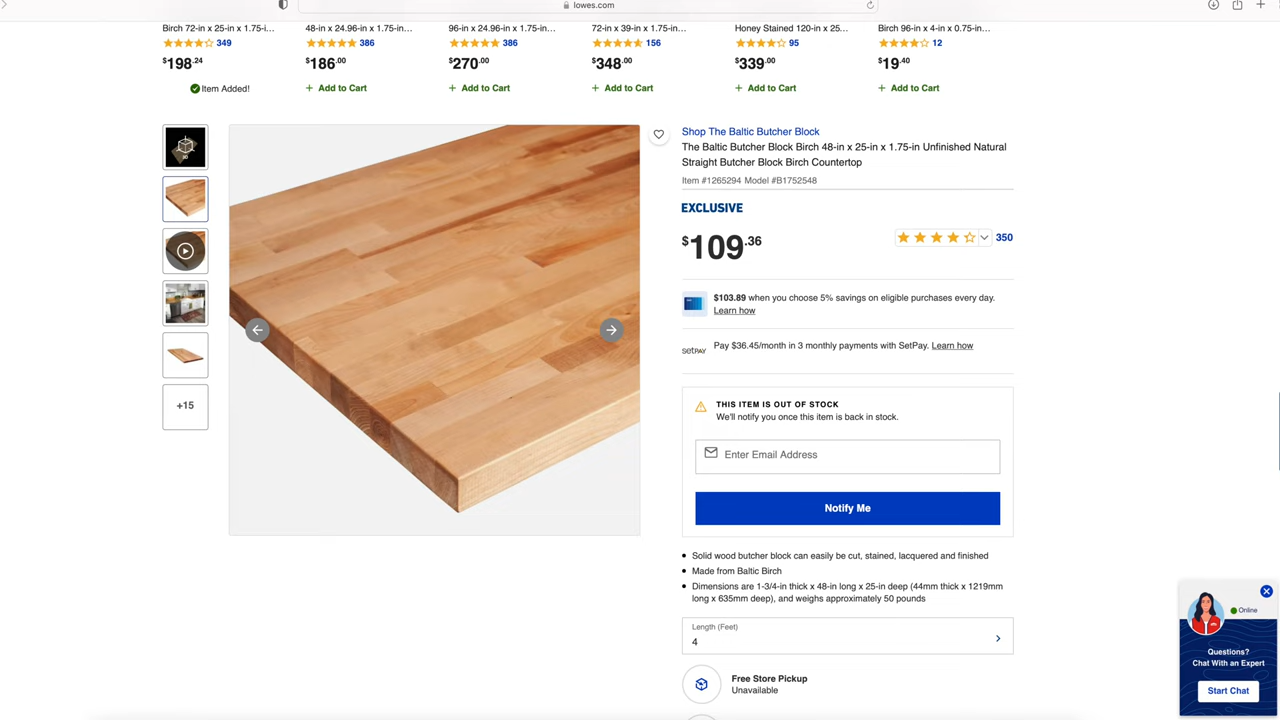 lowes.com
Birch 72-in x 25-in x 1.75-i...
48-in x 24.96-in x 1.75-in...
96-in x 24.96-in x 1.75-in...
72-in x 39-in x 1.75-in...
Honey Stained 120-in x 25...
Birch 96-in x 4-in x 0.75-in...
349
386
386
156
95
12
$198.24
$186.00
$270.00
$348.00
$339.00
$19.40
Item Added!
+ Add to Cart
+ Add to Cart
+ Add to Cart
+ Add to Cart
+ Add to Cart
3D
+15
Shop The Baltic Butcher Block
The Baltic Butcher Block Birch 48-in x 25-in x 1.75-in Unfinished Natural
Straight Butcher Block Birch Countertop
Item #1265294 Model #B1752548
EXCLUSIVE
$109.36
350
$103.89 when you choose 5% savings on eligible purchases every day.
Learn how
setpay Pay $36.45/month in 3 monthly payments with SetPay. Learn how
THIS ITEM IS OUT OF STOCK
We'll notify you once this item is back in stock.
Enter Email Address
Notify Me
• Solid wood butcher block can easily be cut, stained, lacquered and finished
• Made from Baltic Birch
• Dimensions are 1-3/4-in thick x 48-in long x 25-in deep (44mm thick x 1219mm
long x 635mm deep), and weighs approximately 50 pounds
Length (Feet)
4
Free Store Pickup
Unavailable
Online
Questions?
Chat With an Expert
Start Chat